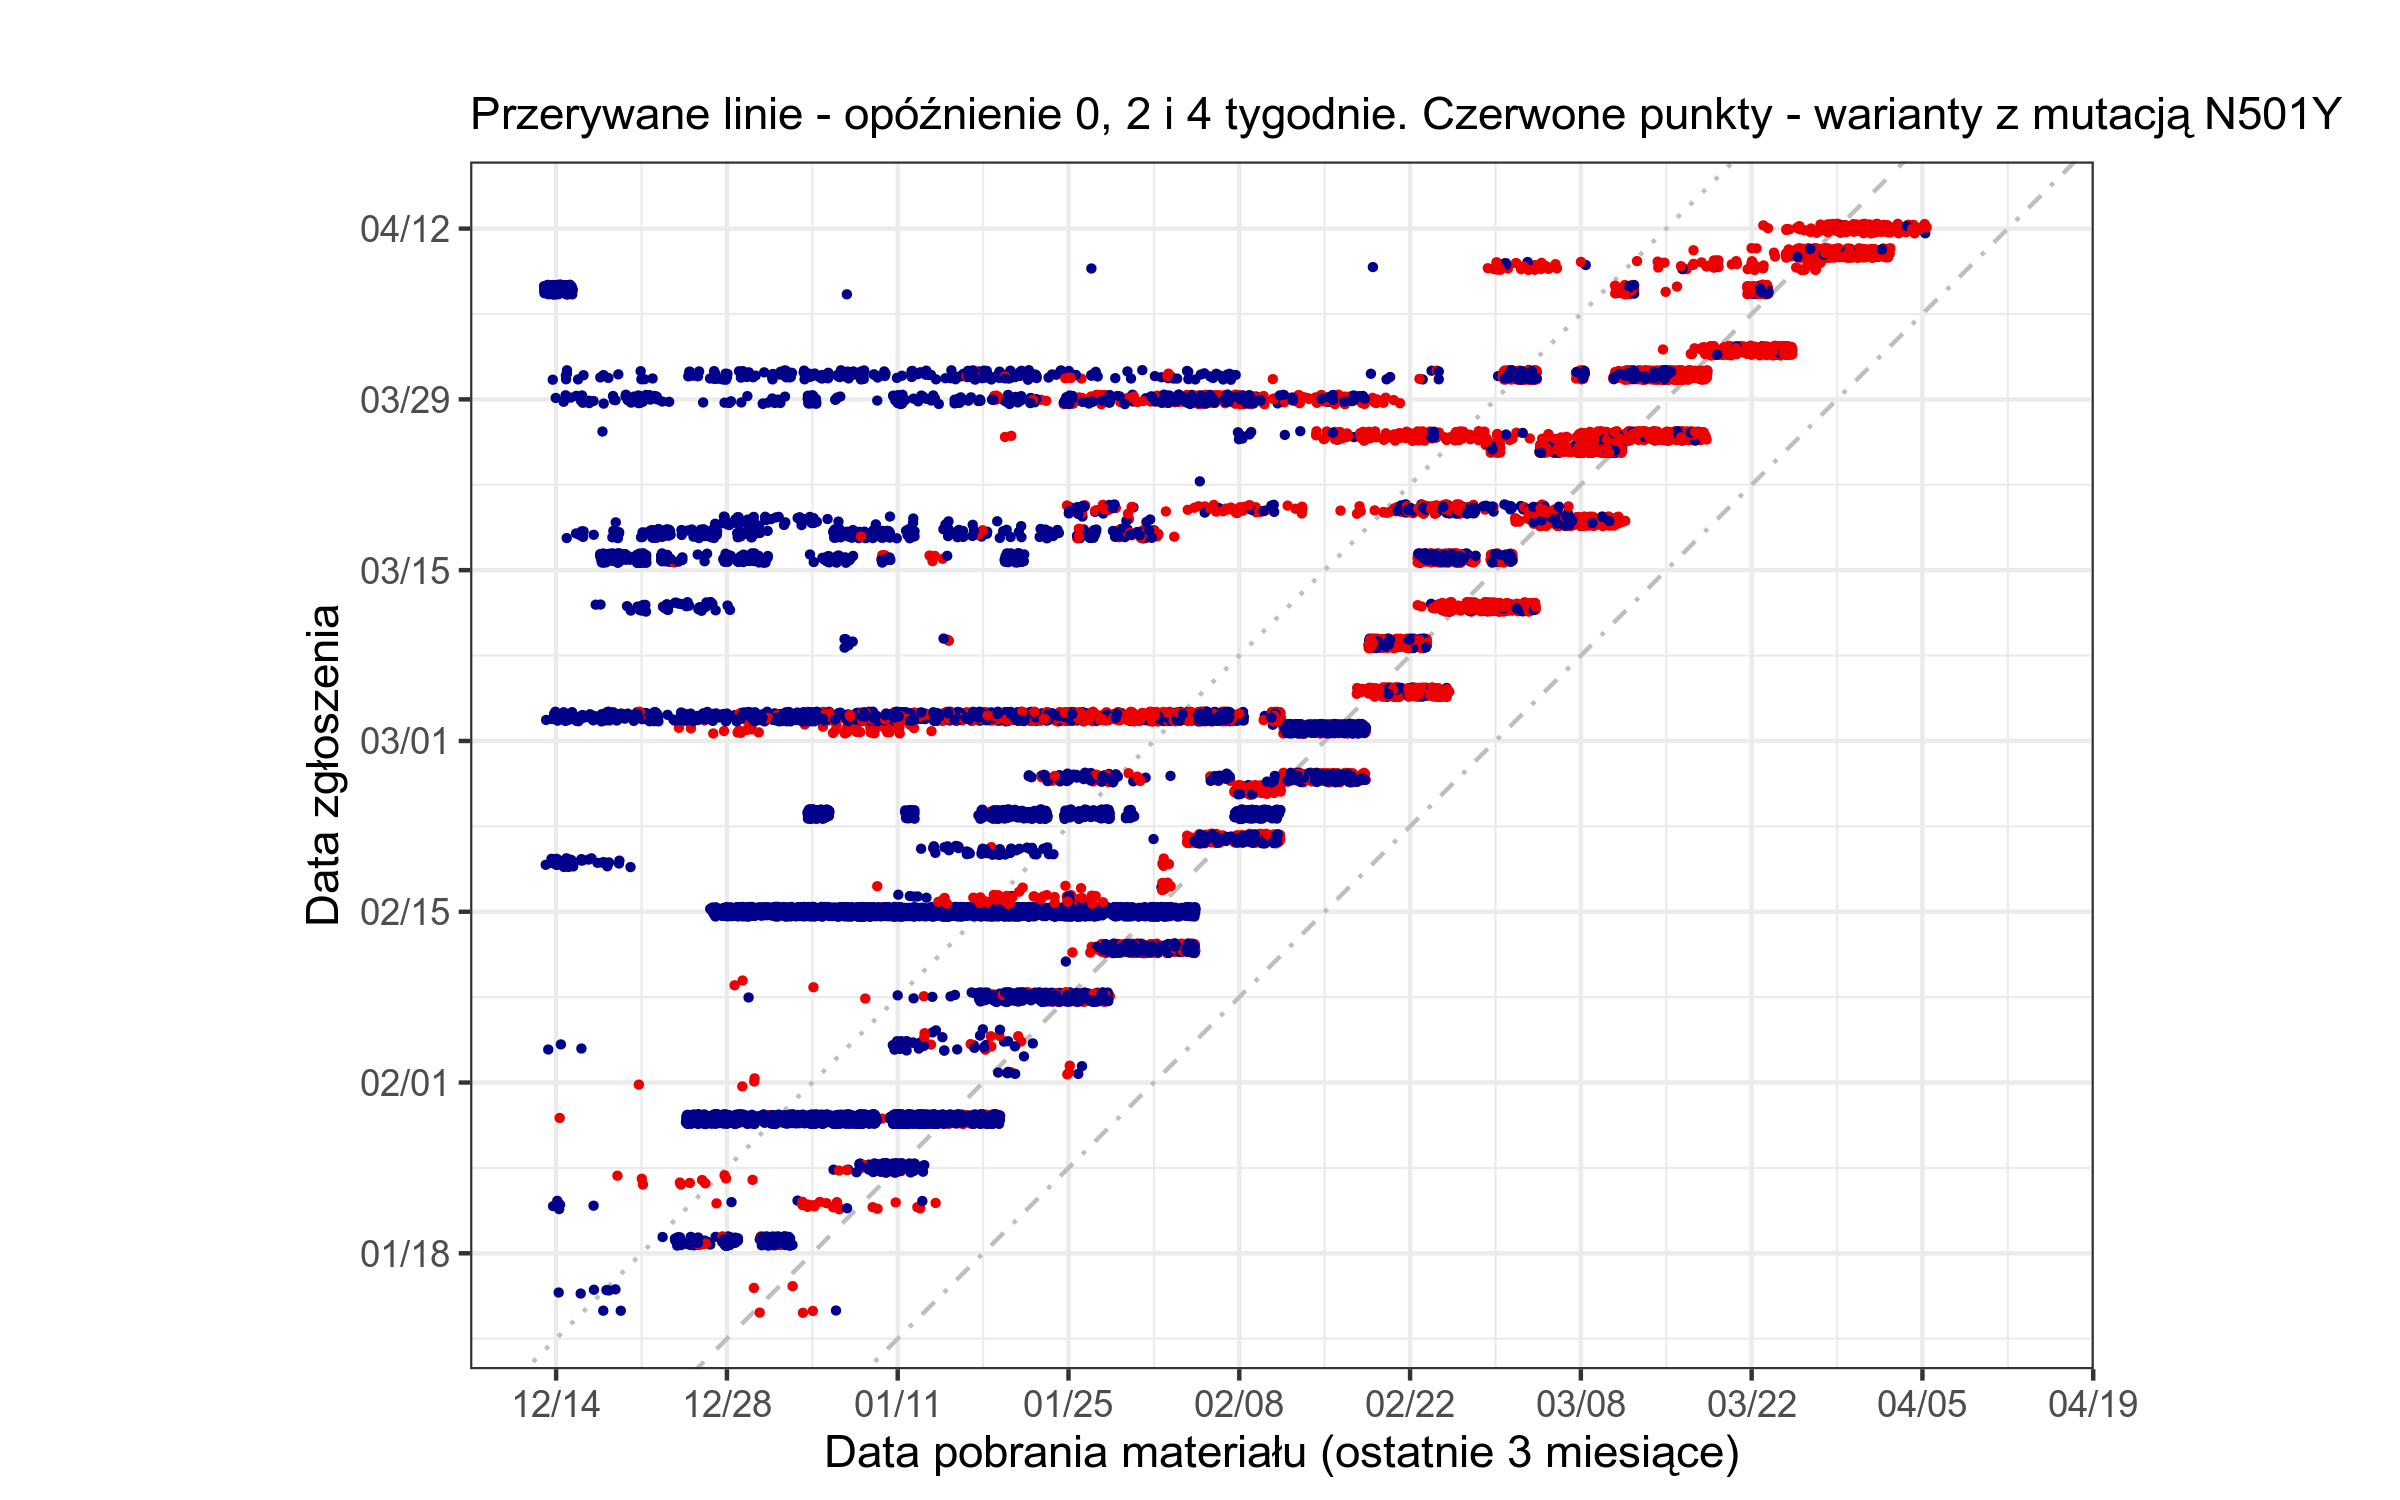 Przerywane linie - opóźnienie 0, 2 i 4 tygodnie. Czerwone punkty - warianty z mutacją N501Y
04/12
03/29
03/15
03/01
02/15
02/01
01/18
Data zgłoszenia
12/14 12/28 01/11 01/25 02/08 02/22 03/08 03/22 04/05 04/19
Data pobrania materiału (ostatnie 3 miesiące)